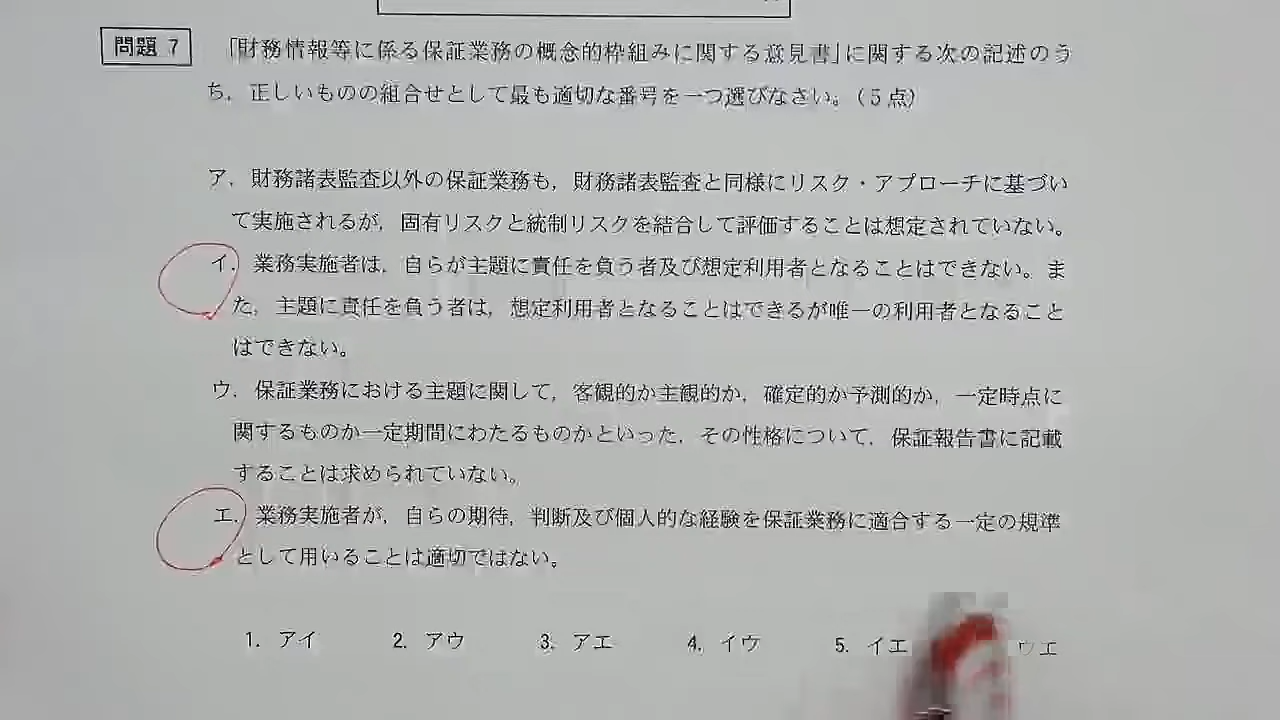 問題 7 「財務情報等に係る保証業務の概念的枠組みに関する意見書」に関する次の記述のう
ち，正しいものの組合せとして最も適切な番号を一つ選びなさい。（５点）
ア．財務諸表監査以外の保証業務も，財務諸表監査と同様にリスク・アプローチに基づい
て実施されるが，固有リスクと統制リスクを結合して評価することは想定されていない。
イ．業務実施者は，自らが主題に責任を負う者及び想定利用者となることはできない。ま
た，主題に責任を負う者は，想定利用者となることはできるが唯一の利用者となること
はできない。
ウ．保証業務における主題に関して，客観的か主観的か，確定的か予測的か，一定時点に
関するものか一定期間にわたるものかといった，その性格について，保証報告書に記載
することは求められていない。
エ．業務実施者が，自らの期待，判断及び個人的な経験を保証業務に適合する一定の規準
として用いることは適切ではない。
1. アイ 2. アウ 3. アエ 4. イウ 5. イエ ウエ